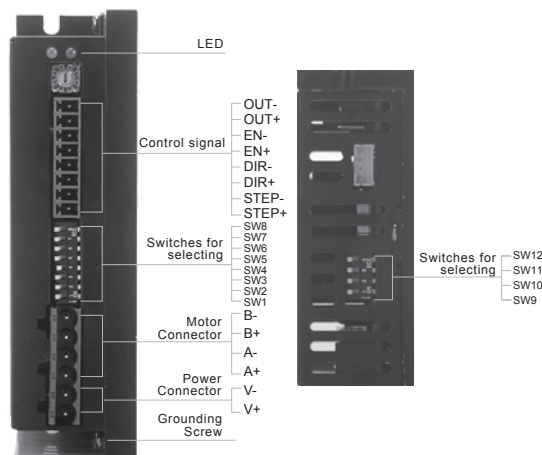 LED
Control signal
OUT-
OUT+
EN-
EN+
DIR-
DIR+
STEP-
STEP+
Switches for
selecting
SW8
SW7
SW6
SW5
SW4
SW3
SW2
SW1
Motor
Connector
B-
B+
A-
A+
Power
Connector
V-
V+
Grounding
Screw
Switches for
selecting
SW12
SW11
SW10
SW9